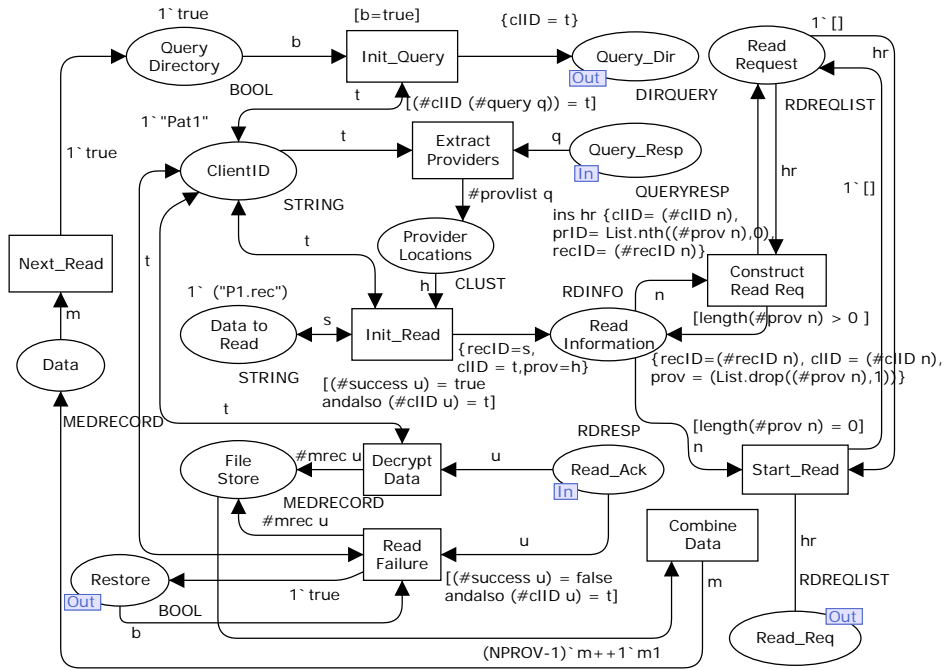 1`true
[b=true]
{clID = t}
1`[]
Query
Directory
b
Init_Query
Query_Dir
Out
Read
Request
hr
BOOL
t
DIRQUERY
[(#clID (#query q)) = t]
RDREQLIST
1`"Pat1"
1`true
t
Extract
Providers
q
Query_Resp
In
ClientID
hr
1`[]
STRING
#provlist q
QUERYRESP
ins hr {clID= (#clID n),
prID= List.nth((#prov n),0),
recID= (#recID n)}
t
t
Provider
Locations
Next_Read
CLUST
RDINFO
Construct
Read Req
1` ("P1.rec")
h
n
m
Data to
Read
s
Init_Read
Read
Information
[length(#prov n) > 0 ]
Data
STRING
{recID=s,
clID = t,prov=h}
{recID=(#recID n), clID = (#clID n),
prov = (List.drop((#prov n),1))}
[(#success u) = true
andalso (#clID u) = t]
t
MEDRECORD
[length(#prov n) = 0]
n
RDRESP
File
Store
#mrec u
Decrypt
Data
u
Read_Ack
In
Start_Read
MEDRECORD
#mrec u
Read
Failure
u
Combine
Data
hr
Restore
Out
BOOL
1`true
b
[(#success u) = false
andalso (#clID u) = t]
m
RDREQLIST
Out
Read_Req
(NPROV-1)`m++1`m1